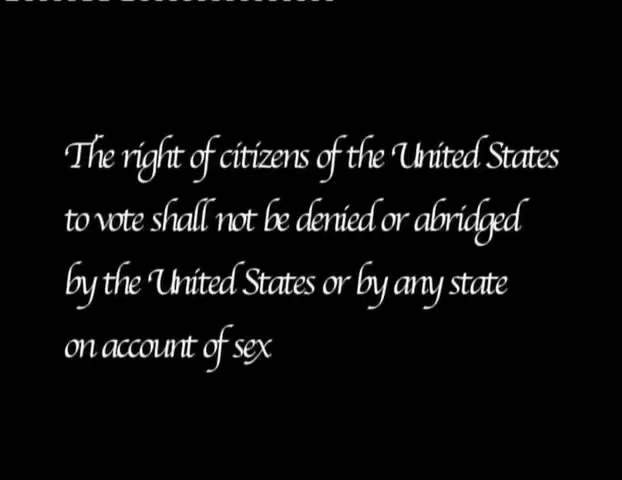 The right of citizens of the United States
to vote shall not be denied or abridged
by the United States or by any state
on account of sex